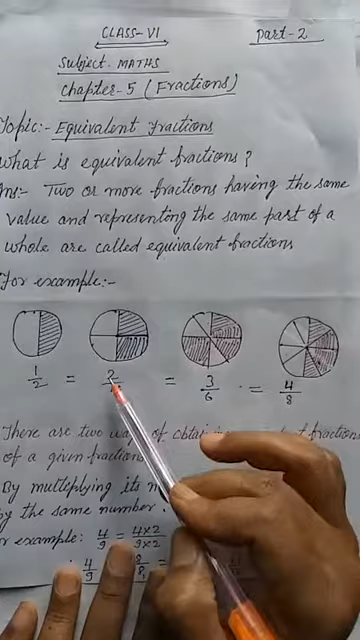 CLASS-VI
Part-2
Subject MATHS
Chapter-5 (Fractions)
Topic:- Equivalent Fractions
What is equivalent fractions?
Ans:- Two or more fractions having the same
value and representing the same part of a
whole are called equivalent fractions
For example:-
1/2 = 2/ = 3/6 = 4/8
There are two of
of a given fraction
By multiplying its
by the same number.
For example: 4/9 = 4×2/9×2
4/9